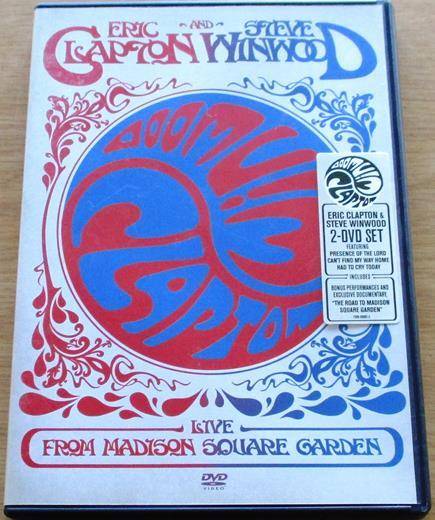 ERIC AND STEVE
CLAPTON WINWOOD
WINWOOD
CLAPTON
WINWOOD
CLAPTON
ERIC CLAPTON &
STEVE WINWOOD
2-DVD SET
FEATURING
PRESENCE OF THE LORD
CAN'T FIND MY WAY HOME
HAD TO CRY TODAY
INCLUDES
BONUS PERFORMANCES AND
EXCLUSIVE DOCUMENTARY,
"THE ROAD TO MADISON
SQUARE GARDEN"
LIVE
FROM MADISON SQUARE GARDEN
DVD
VIDEO